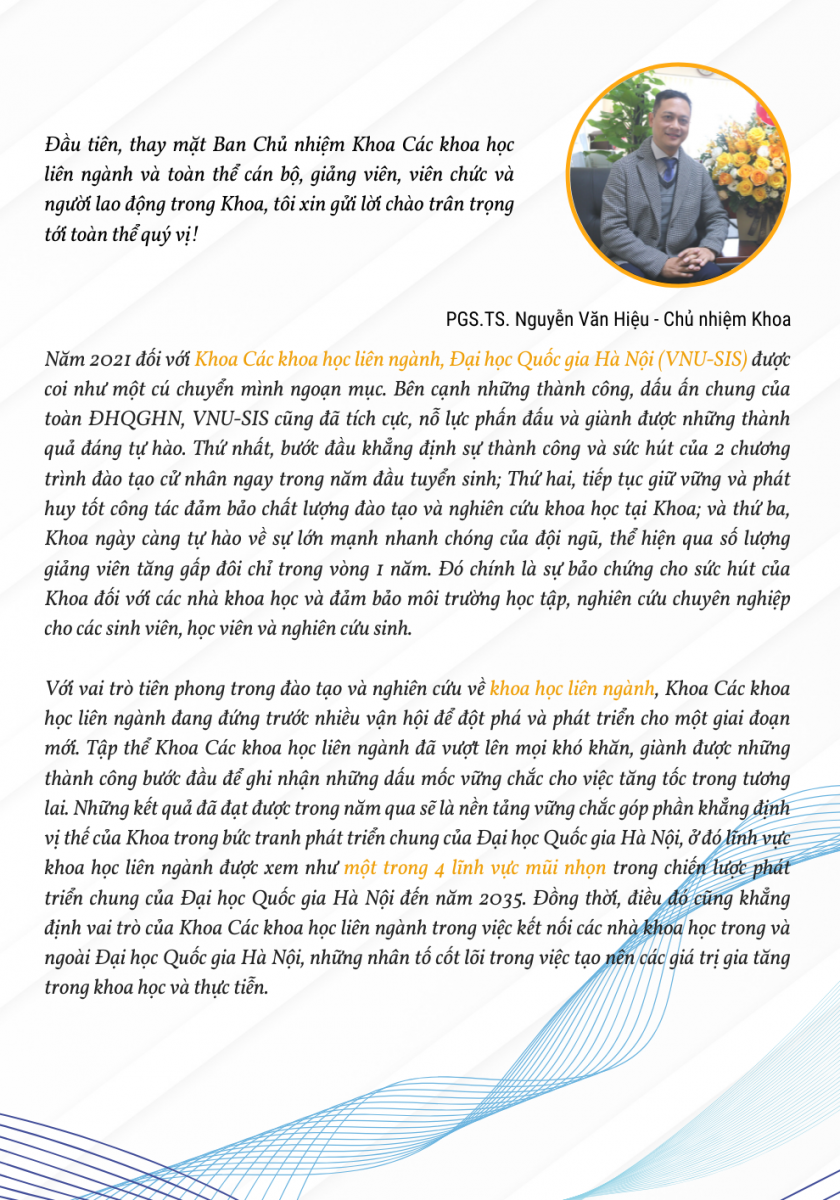 Đầu tiên, thay mặt Ban Chủ nhiệm Khoa Các khoa học
liên ngành và toàn thể cán bộ, giảng viên, viên chức và
người lao động trong Khoa, tôi xin gửi lời chào trân trọng
tới toàn thể quý vị!
PGS.TS. Nguyễn Văn Hiệu - Chủ nhiệm Khoa
Năm 2021 đối với Khoa Các khoa học liên ngành, Đại học Quốc gia Hà Nội (VNU-SIS) được
coi như một cú chuyển mình ngoạn mục. Bên cạnh những thành công, dấu ấn chung của
toàn ĐHQGHN, VNU-SIS cũng đã tích cực, nỗ lực phấn đấu và giành được những thành
quả đáng tự hào. Thứ nhất, bước đầu khẳng định sự thành công và sức hút của 2 chương
trình đào tạo cử nhân ngay trong năm đầu tuyển sinh; Thứ hai, tiếp tục giữ vững và phát
huy tốt công tác đảm bảo chất lượng đào tạo và nghiên cứu khoa học tại Khoa; và thứ ba,
Khoa ngày càng tự hào về sự lớn mạnh nhanh chóng của đội ngũ, thể hiện qua số lượng
giảng viên tăng gấp đôi chỉ trong vòng 1 năm. Đó chính là sự bảo chứng cho sức hút của
Khoa đối với các nhà khoa học và đảm bảo môi trường học tập, nghiên cứu chuyên nghiệp
cho các sinh viên, học viên và nghiên cứu sinh.
Với vai trò tiên phong trong đào tạo và nghiên cứu về khoa học liên ngành, Khoa Các khoa
học liên ngành đang đứng trước nhiều vận hội để đột phá và phát triển cho một giai đoạn
mới. Tập thể Khoa Các khoa học liên ngành đã vượt lên mọi khó khăn, giành được những
thành công bước đầu để ghi nhận những dấu mốc vững chắc cho việc tăng tốc trong tương
lai. Những kết quả đã đạt được trong năm qua sẽ là nền tảng vững chắc góp phần khẳng định
vị thế của Khoa trong bức tranh phát triển chung của Đại học Quốc gia Hà Nội, ở đó lĩnh vực
khoa học liên ngành được xem như một trong 4 lĩnh vực mũi nhọn trong chiến lược phát
triển chung của Đại học Quốc gia Hà Nội đến năm 2035. Đồng thời, điều đó cũng khẳng
định vai trò của Khoa Các khoa học liên ngành trong việc kết nối các nhà khoa học trong và
ngoài Đại học Quốc gia Hà Nội, những nhân tố cốt lõi trong việc tạo nên các giá trị gia tăng
trong khoa học và thực tiễn.